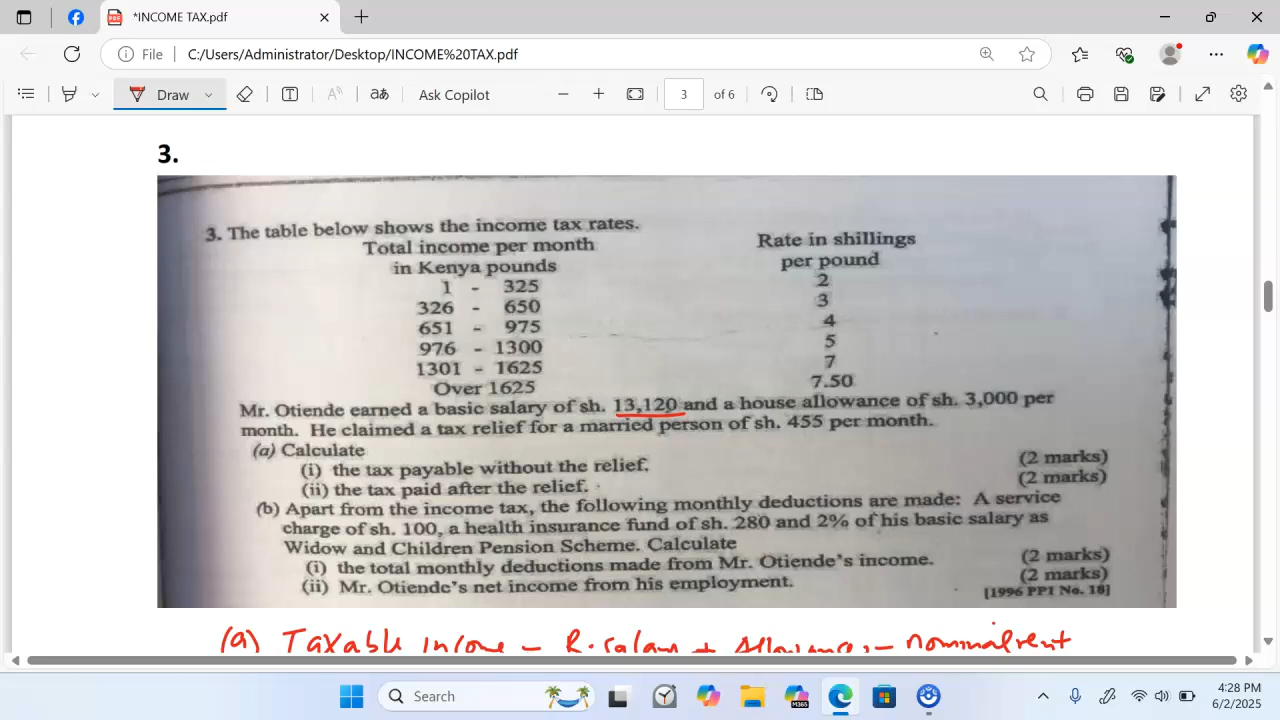 *INCOME TAX.pdf
File C:/Users/Administrator/Desktop/INCOME%20TAX.pdf
Draw Ask Copilot 3 of 6
3.
3. The table below shows the income tax rates.
Total income per month Rate in shillings
in Kenya pounds per pound
1 - 325 2
326 - 650 3
651 - 975 4
976 - 1300 5
1301 - 1625 7
Over 1625 7.50
Mr. Otiende earned a basic salary of sh. 13,120 and a house allowance of sh. 3,000 per
month. He claimed a tax relief for a married person of sh. 455 per month.
(a) Calculate
(i) the tax payable without the relief. (2 marks)
(ii) the tax paid after the relief. (2 marks)
(b) Apart from the income tax, the following monthly deductions are made: A service
charge of sh. 100, a health insurance fund of sh. 280 and 2% of his basic salary as
Widow and Children Pension Scheme. Calculate
(i) the total monthly deductions made from Mr. Otiende's income. (2 marks)
(ii) Mr. Otiende's net income from his employment. (2 marks)
[1996 PP1 No. 18]
(a) Taxable Income = B.salary + Allowances - nominal rent
Search
4:28 PM
6/2/2025